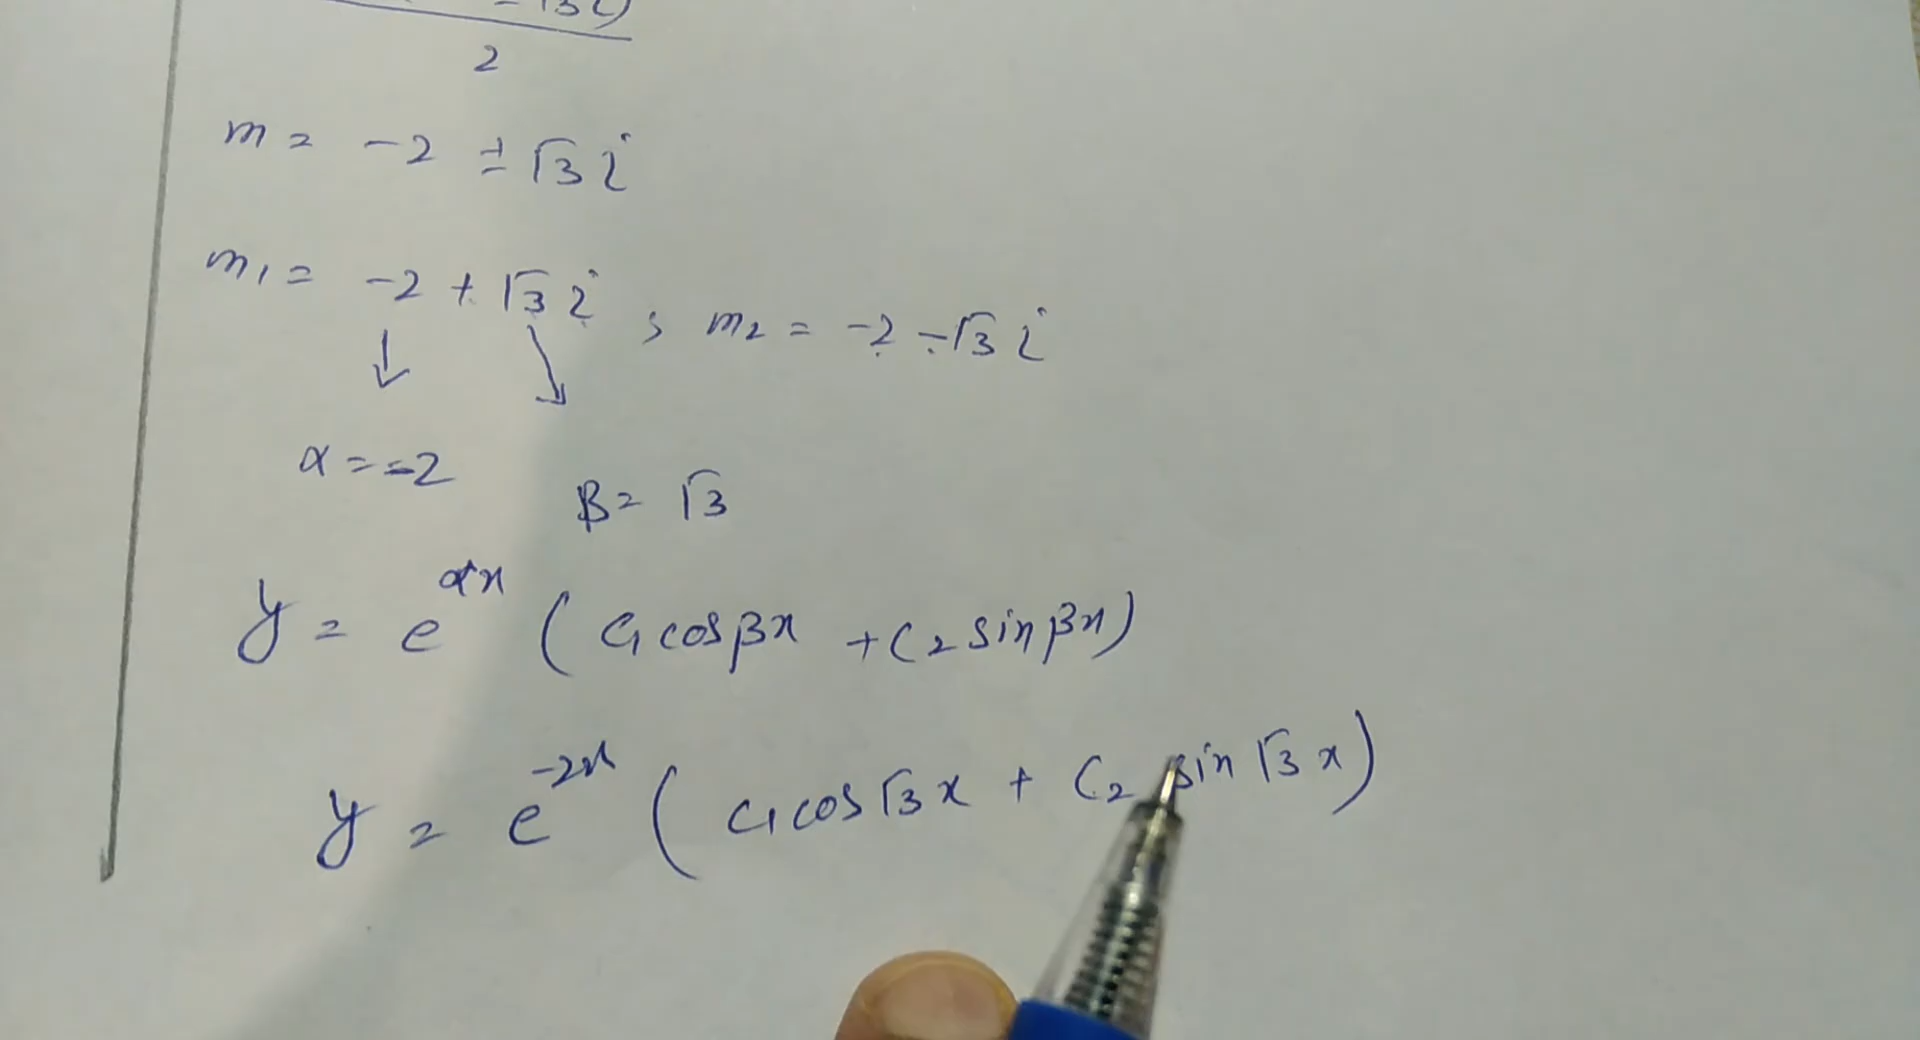 - √3i)
2
m = -2 ± √3 i
m1 = -2 + √3 i ; m2 = -2 - √3 i
α = -2
β = √3
y = e^αx ( c1 cos βx + c2 sin βx )
y = e^-2x ( c1 cos √3 x + c2 sin √3 x )